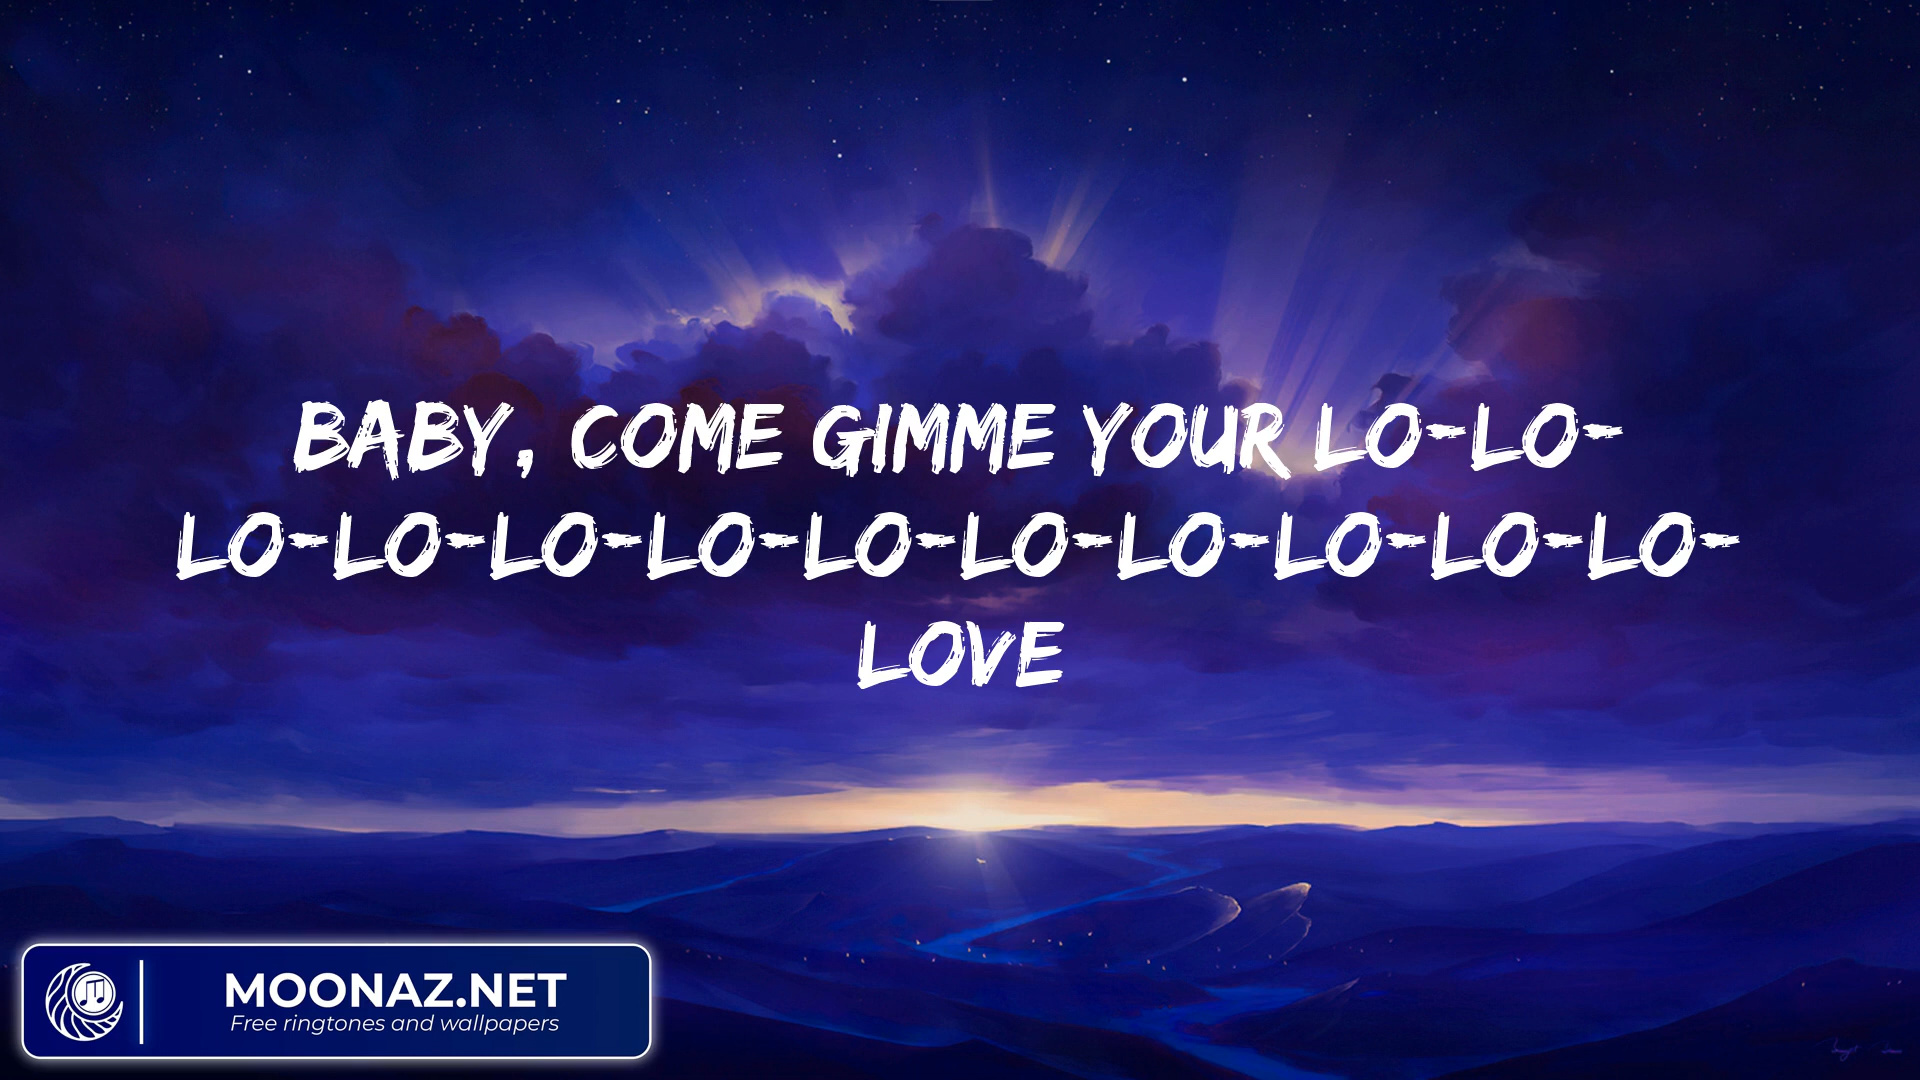 BABY, COME GIMME YOUR LO-LO-
LO-LO-LO-LO-LO-LO-LO-LO-LO-LO-
LOVE
MOONAZ.NET
Free ringtones and wallpapers